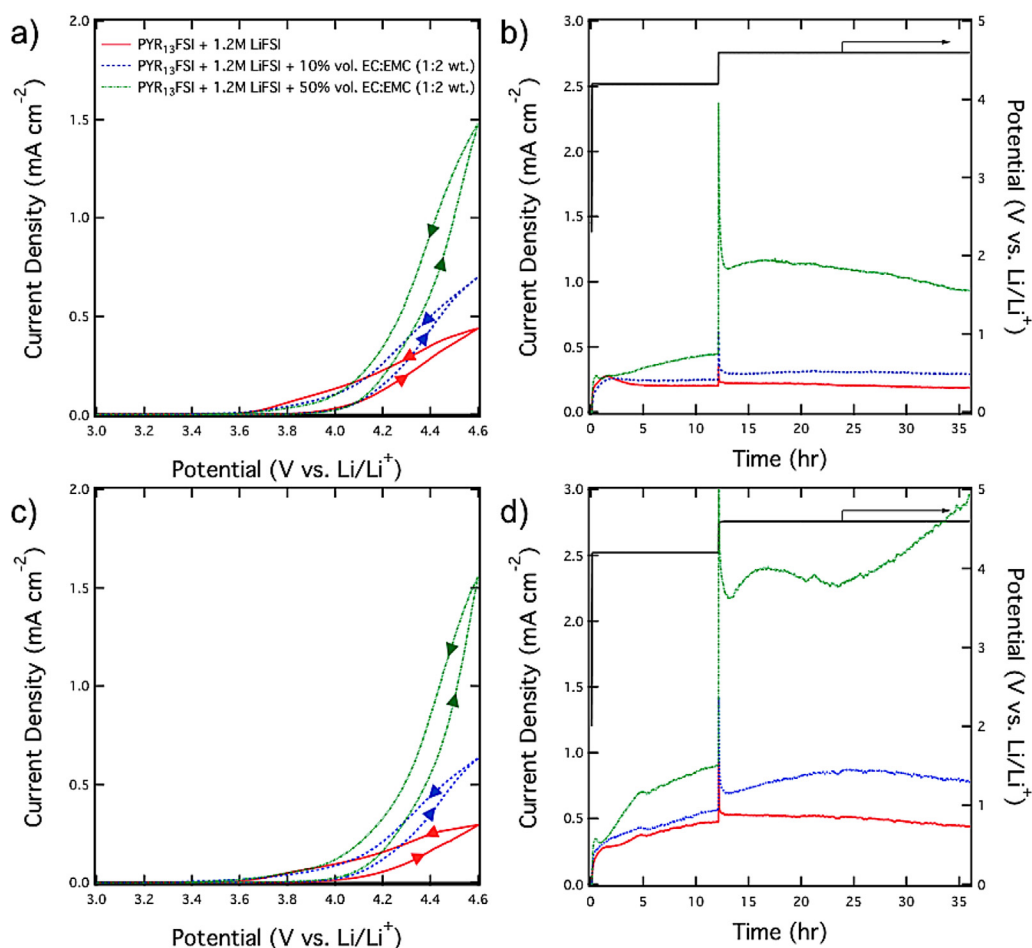 a)
PYR₁₃FSI + 1.2M LiFSI
PYR₁₃FSI + 1.2M LiFSI + 10% vol. EC:EMC (1:2 wt.)
PYR₁₃FSI + 1.2M LiFSI + 50% vol. EC:EMC (1:2 wt.)
2.0
1.5
1.0
0.5
0.0
Current Density (mA cm⁻²)
3.0 3.2 3.4 3.6 3.8 4.0 4.2 4.4 4.6
Potential (V vs. Li/Li⁺)
b)
3.0
2.5
2.0
1.5
1.0
0.5
0.0
Current Density (mA cm⁻²)
5
4
3
2
1
0
Potential (V vs. Li/Li⁺)
0 5 10 15 20 25 30 35
Time (hr)
c)
2.0
1.5
1.0
0.5
0.0
Current Density (mA cm⁻²)
3.0 3.2 3.4 3.6 3.8 4.0 4.2 4.4 4.6
Potential (V vs. Li/Li⁺)
d)
3.0
2.5
2.0
1.5
1.0
0.5
0.0
Current Density (mA cm⁻²)
5
4
3
2
1
0
Potential (V vs. Li/Li⁺)
0 5 10 15 20 25 30 35
Time (hr)